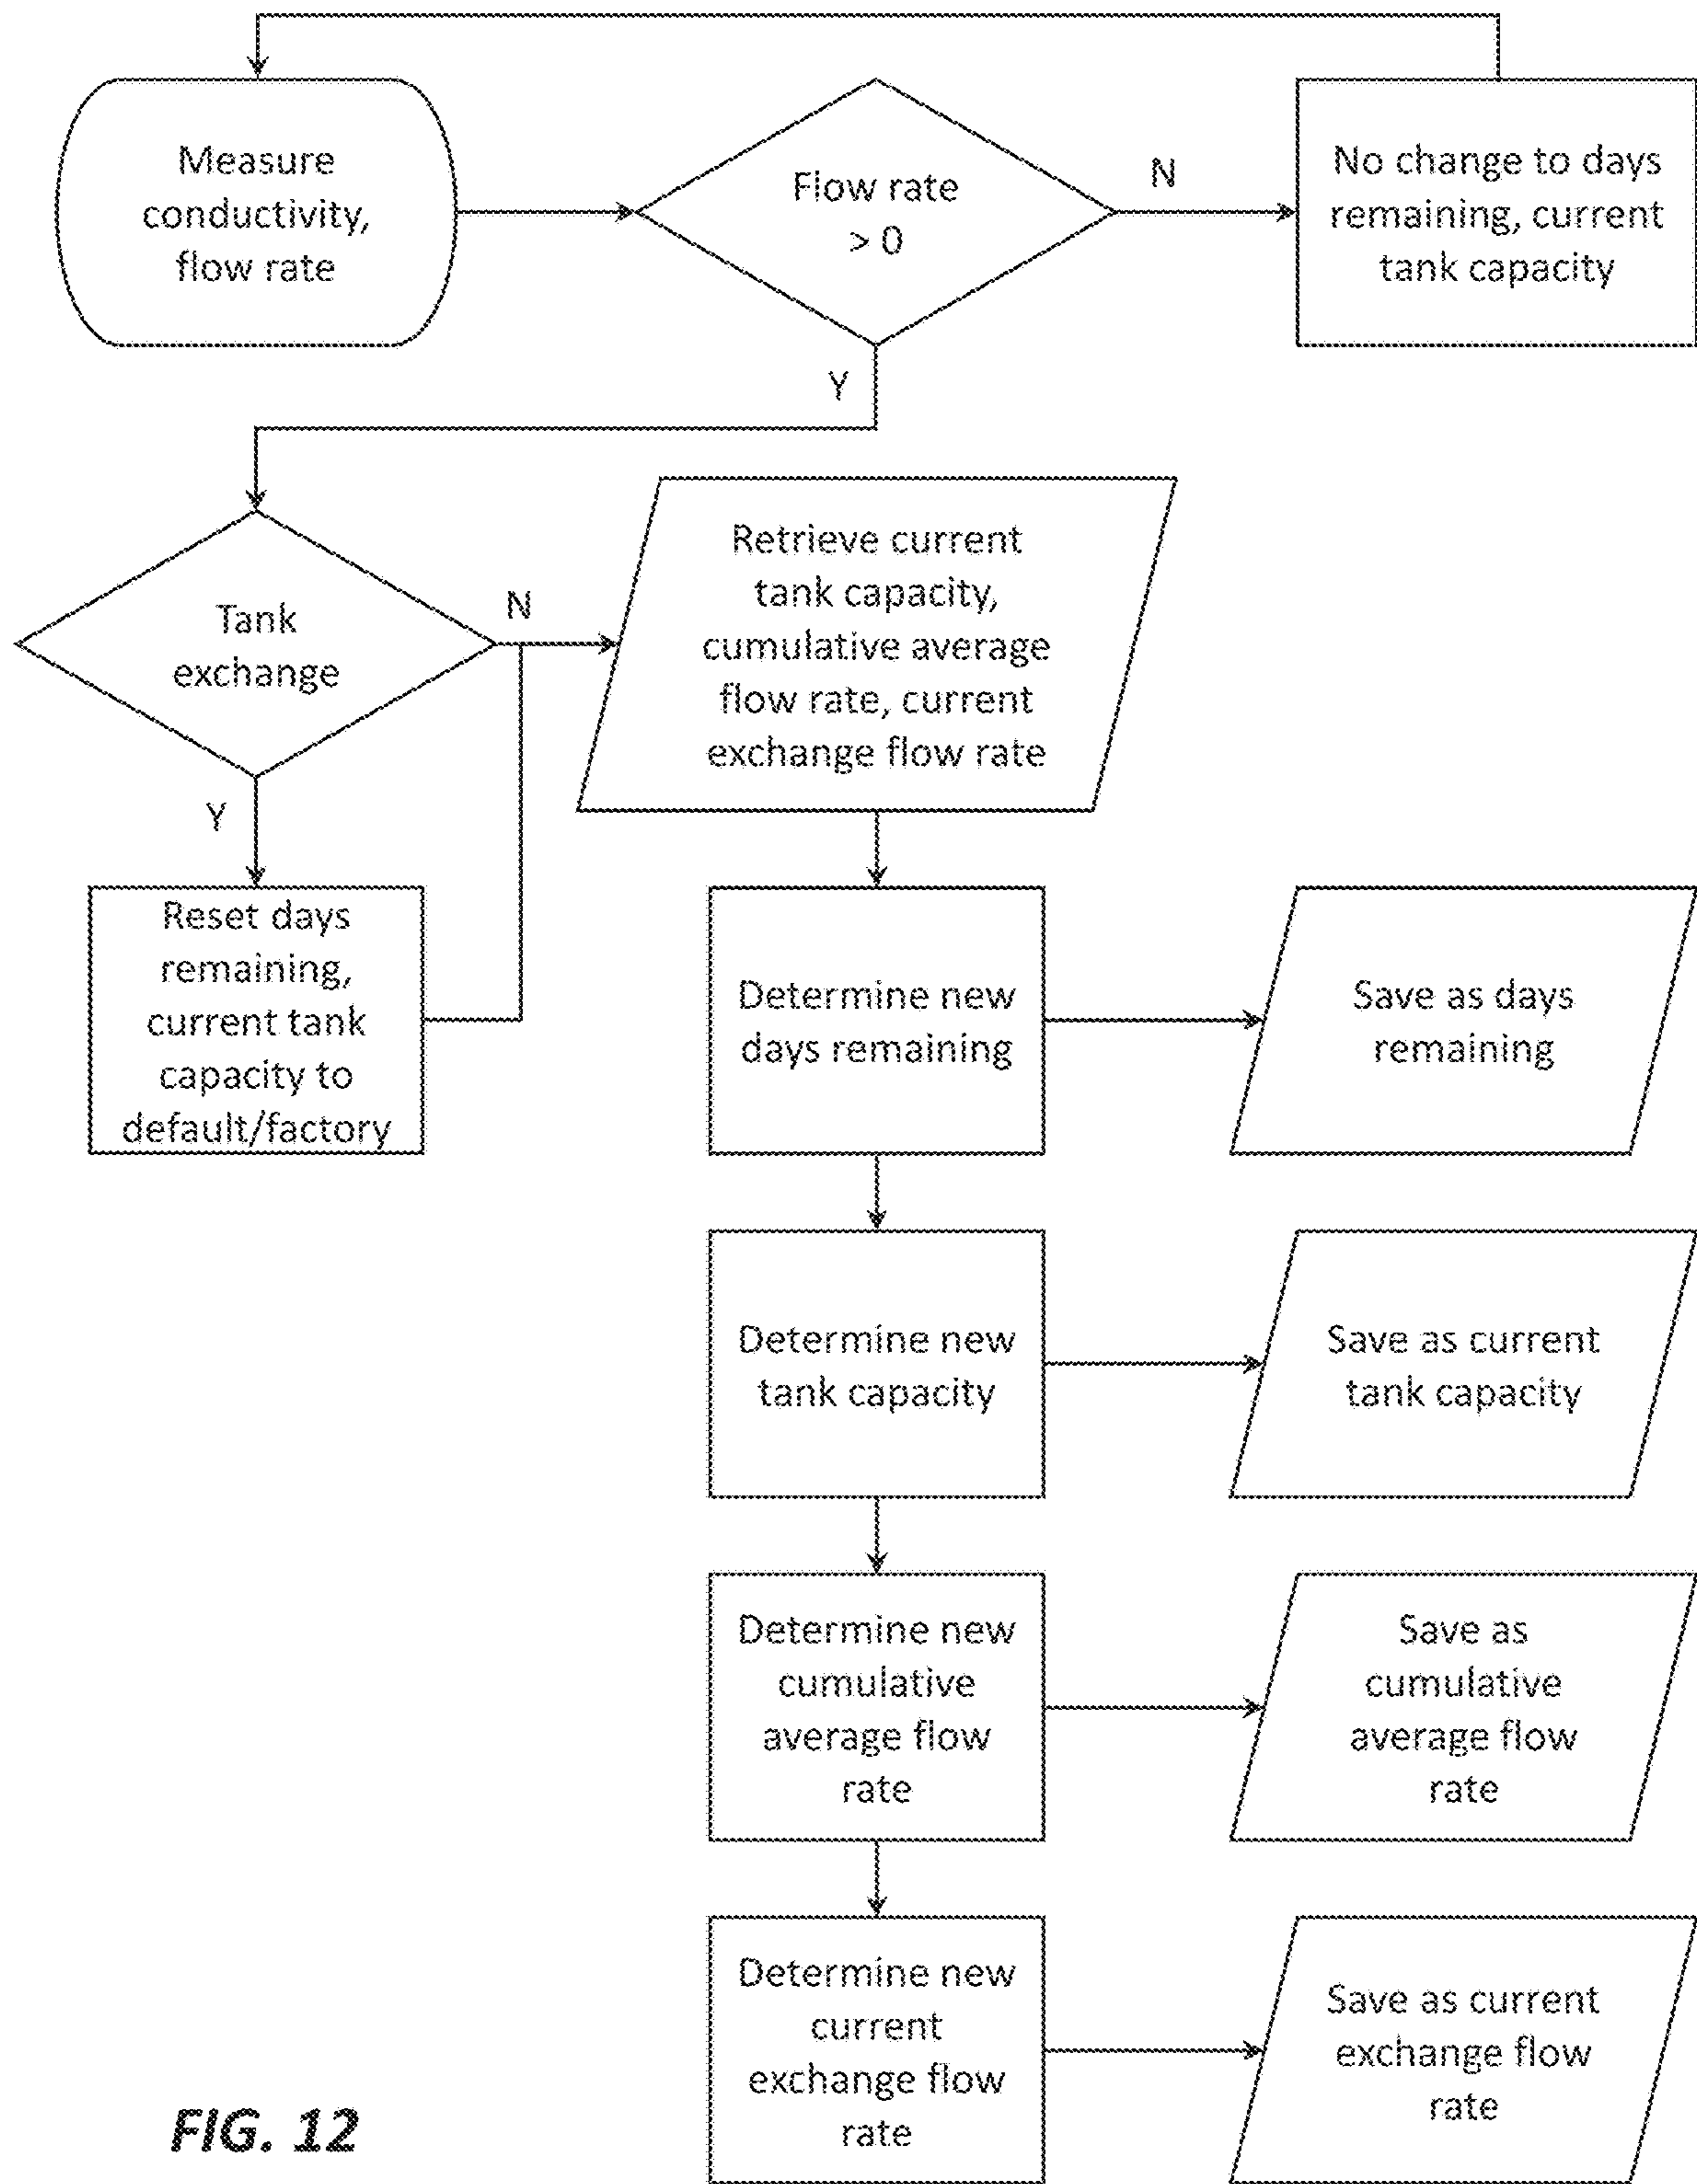 Measure
conductivity,
flow rate
Flow rate
> 0
N
No change to days
remaining, current
tank capacity
Y
Tank
exchange
N
Retrieve current
tank capacity,
cumulative average
flow rate, current
exchange flow rate
Y
Reset days
remaining,
current tank
capacity to
default/factory
Determine new
days remaining
Save as days
remaining
Determine new
tank capacity
Save as current
tank capacity
Determine new
cumulative
average flow
rate
Save as
cumulative
average flow
rate
Determine new
current
exchange flow
rate
Save as current
exchange flow
rate
FIG. 12